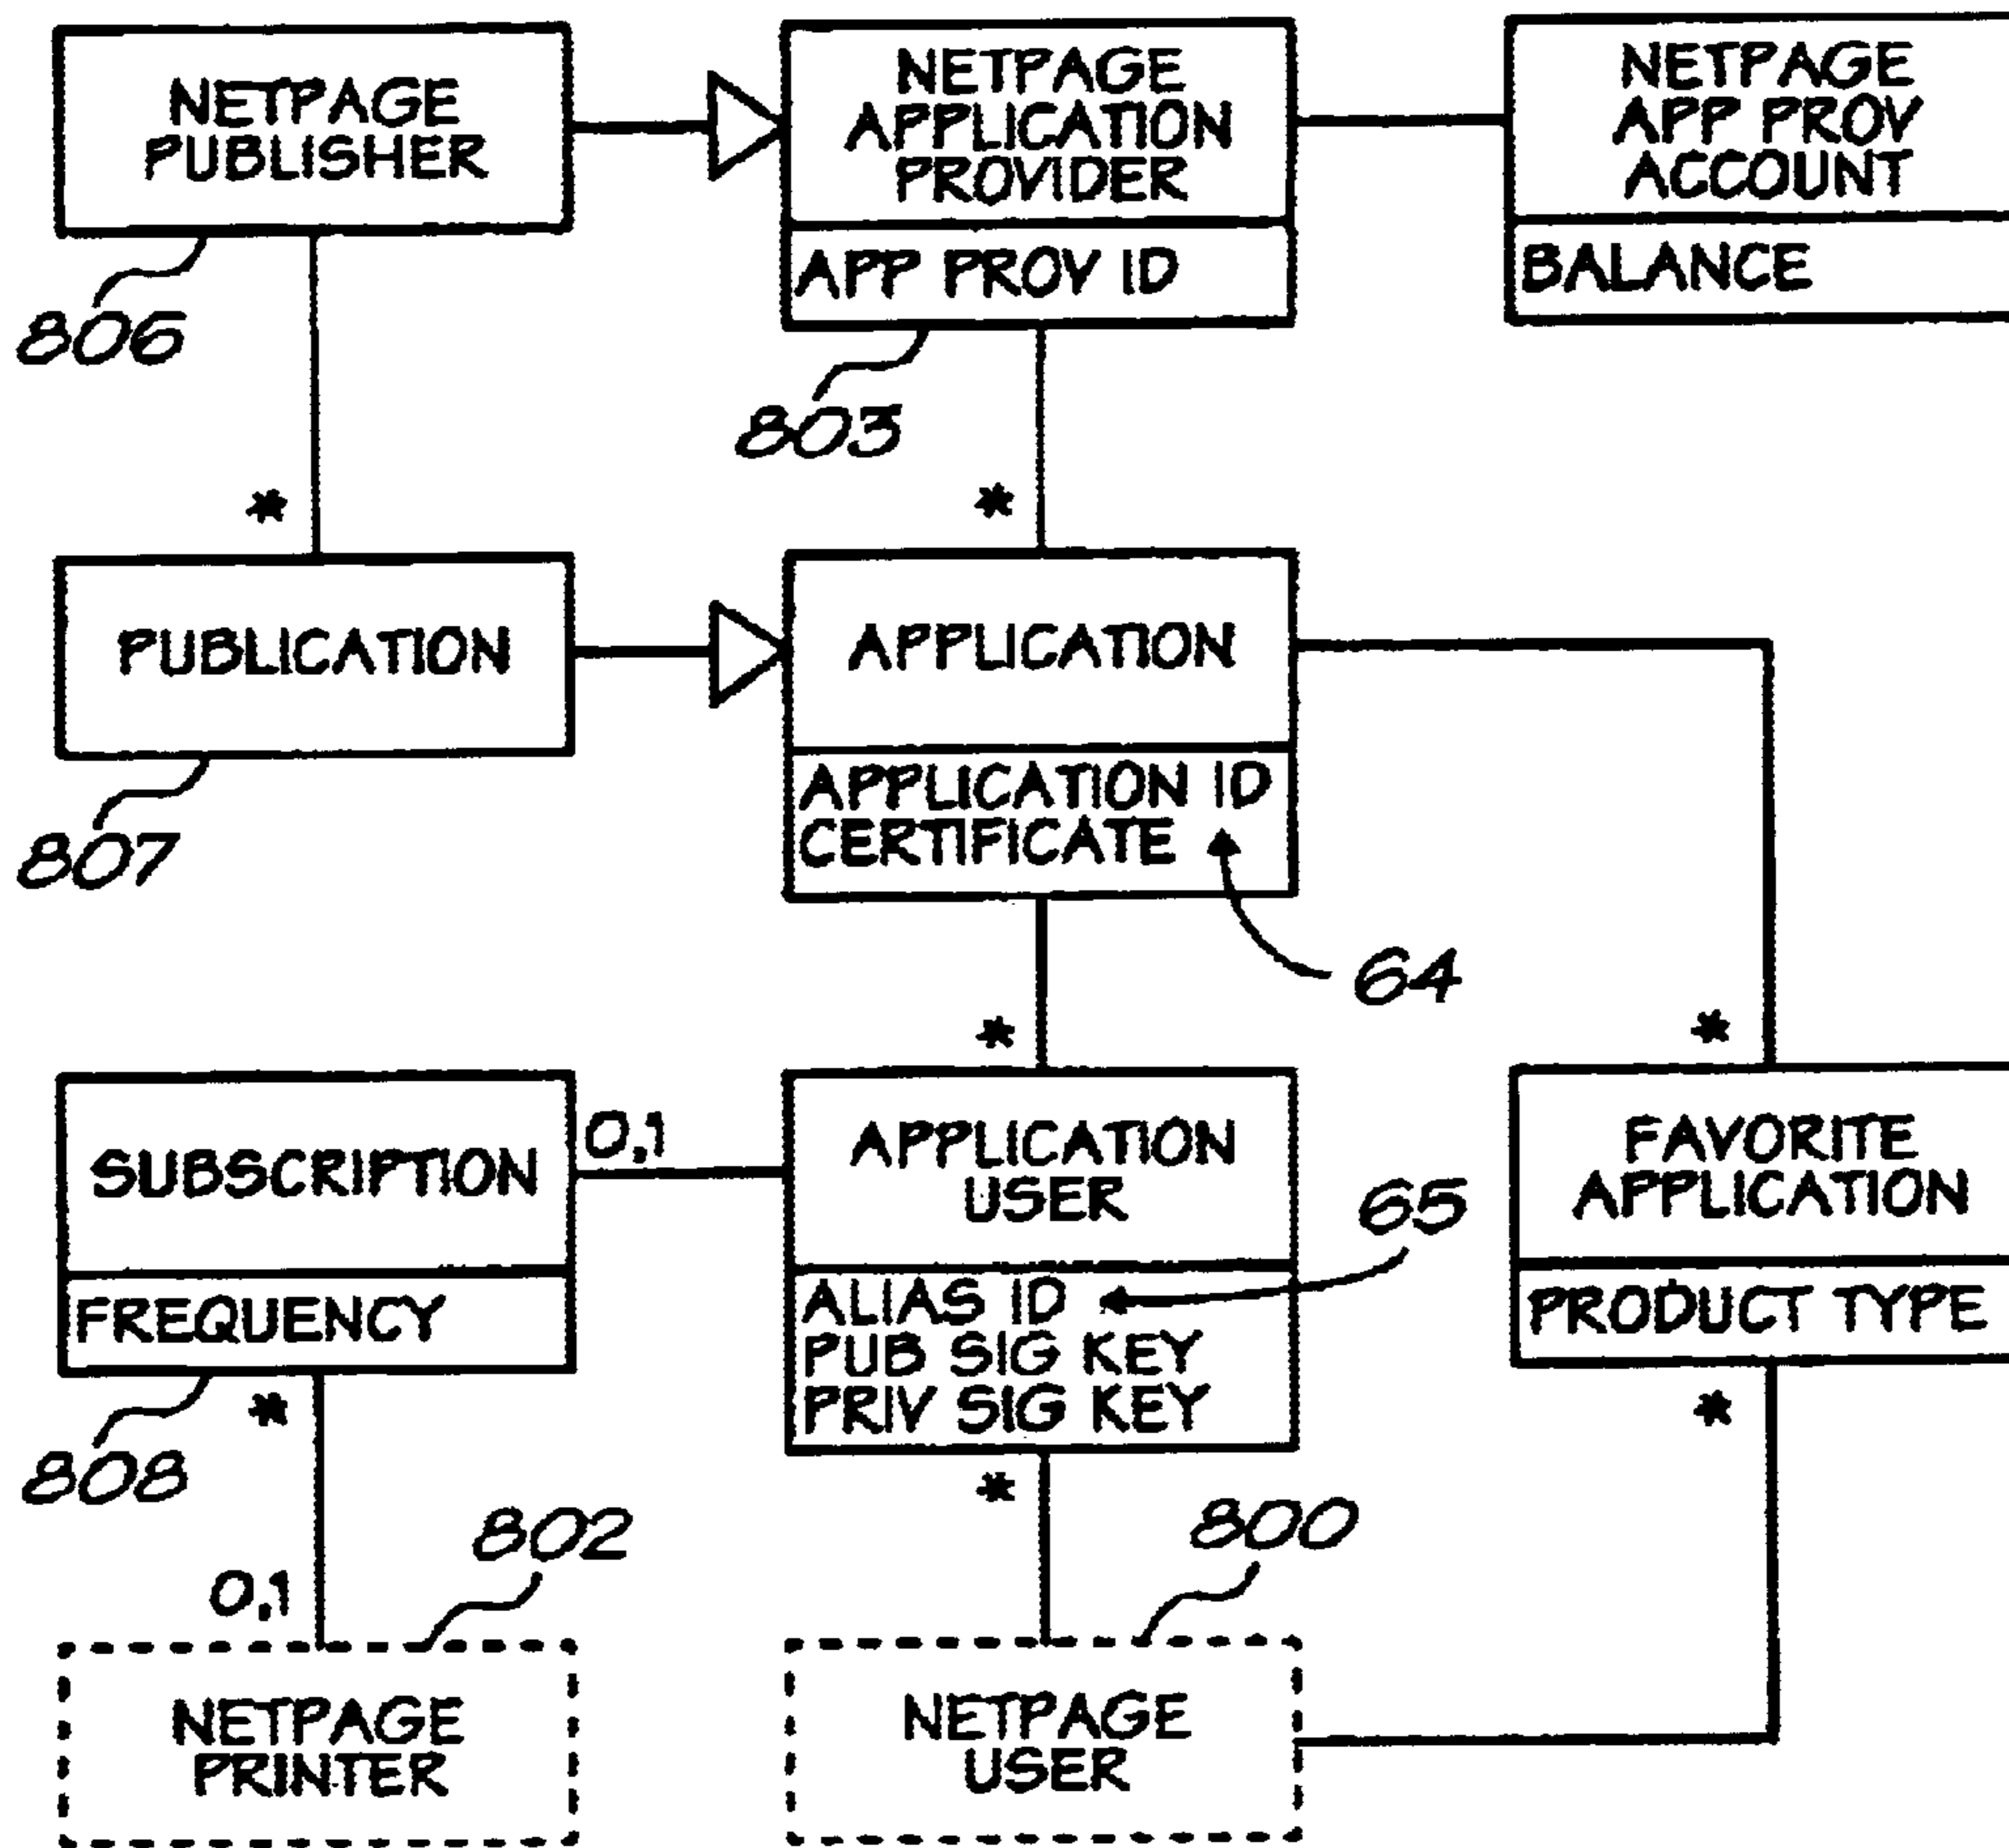 NETPAGE
PUBLISHER
806
NETPAGE
APPLICATION
PROVIDER
APP PROV ID
803
NETPAGE
APP PROV
ACCOUNT
BALANCE
*
*
PUBLICATION
807
APPLICATION
APPLICATION ID
CERTIFICATE
64
*
*
SUBSCRIPTION
FREQUENCY
808
0,1
APPLICATION
USER
ALIAS ID
PUB SIG KEY
PRIV SIG KEY
65
FAVORITE
APPLICATION
PRODUCT TYPE
*
*
*
802
800
0,1
NETPAGE
PRINTER
NETPAGE
USER